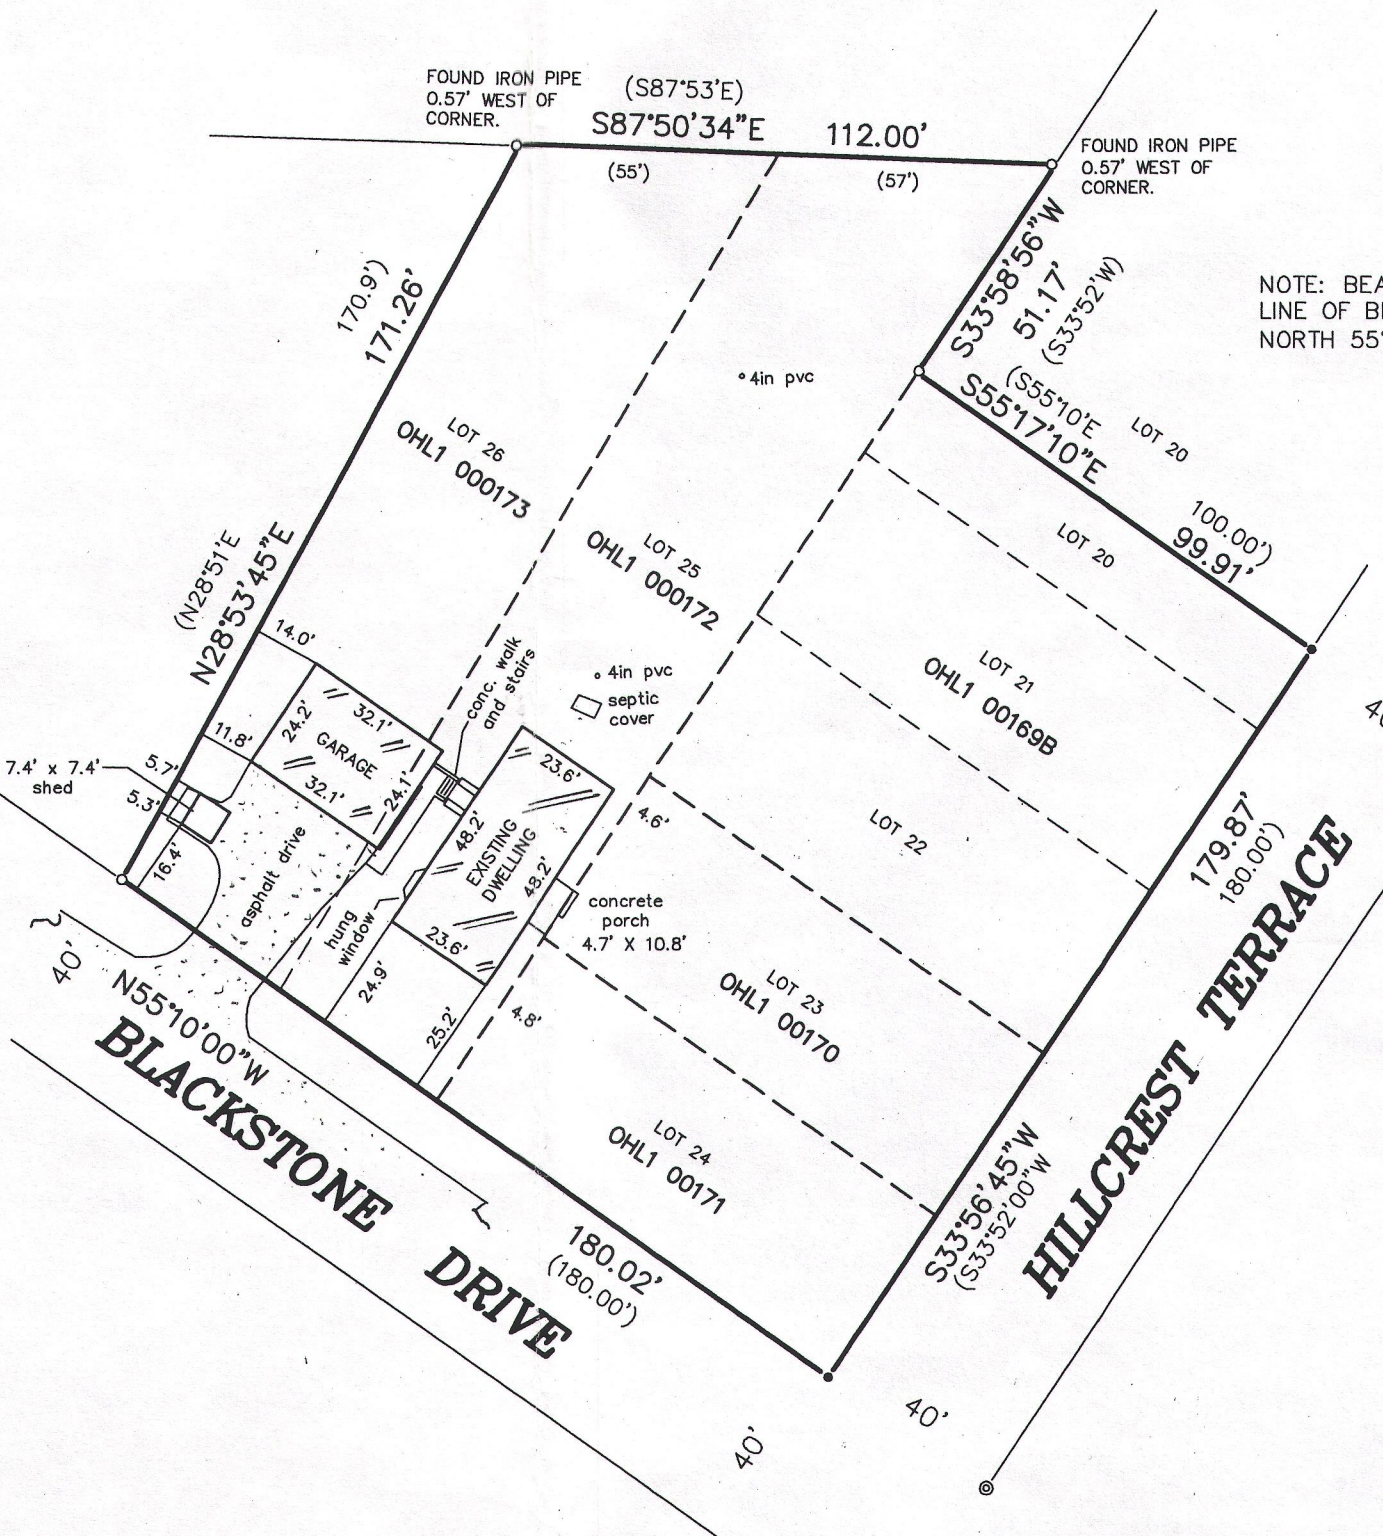 FOUND IRON PIPE
0.57' WEST OF
CORNER.
(S87°53'E)
S87°50'34"E
112.00'
(55')
(57')
FOUND IRON PIPE
0.57' WEST OF
CORNER.
S33°58'56"W
51.17'
(S33°52'W)
NOTE: BEA
LINE OF B
NORTH 55°
170.9')
171.26'
4in pvc
(S55°10'E
S55°17'10"E
LOT 20
100.00')
99.91'
LOT 26
OHL1 000173
LOT 25
OHL1 000172
LOT 20
(N28°51'E
N28°53'45"E
LOT 21
OHL1 00169B
14.0'
conc. walk
and stairs
4in pvc
septic
cover
24.2'
32.1'
GARAGE
11.8'
32.1'
24.1'
7.4' x 7.4'
shed
5.7'
5.3'
16.4'
asphalt drive
23.6'
48.2'
EXISTING
DWELLING
48.2'
23.6'
4.6'
LOT 22
179.87'
180.00')
concrete
porch
4.7' X 10.8'
hung
window
24.9'
25.2'
4.8'
LOT 23
OHL1 00170
40'
40'
N55°10'00"W
BLACKSTONE DRIVE
HILLCREST TERRACE
LOT 24
OHL1 00171
S33°56'45"W
(S33°52'00"W
180.02'
(180.00')
40'
40'